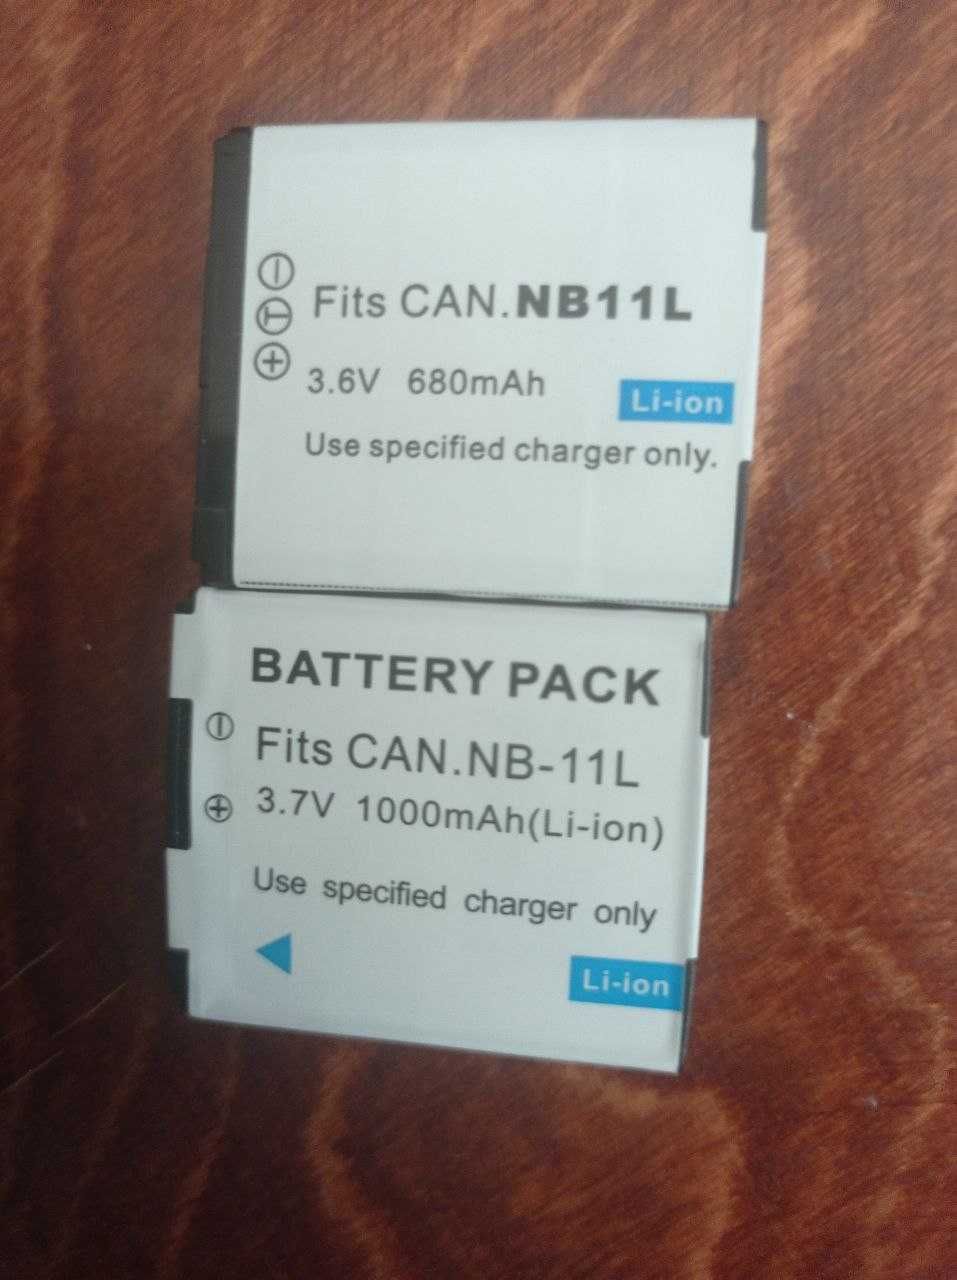 Fits CAN.NB11L
3.6V 680mAh
Li-ion
Use specified charger only.
BATTERY PACK
Fits CAN.NB-11L
3.7V 1000mAh(Li-ion)
Use specified charger only
Li-ion